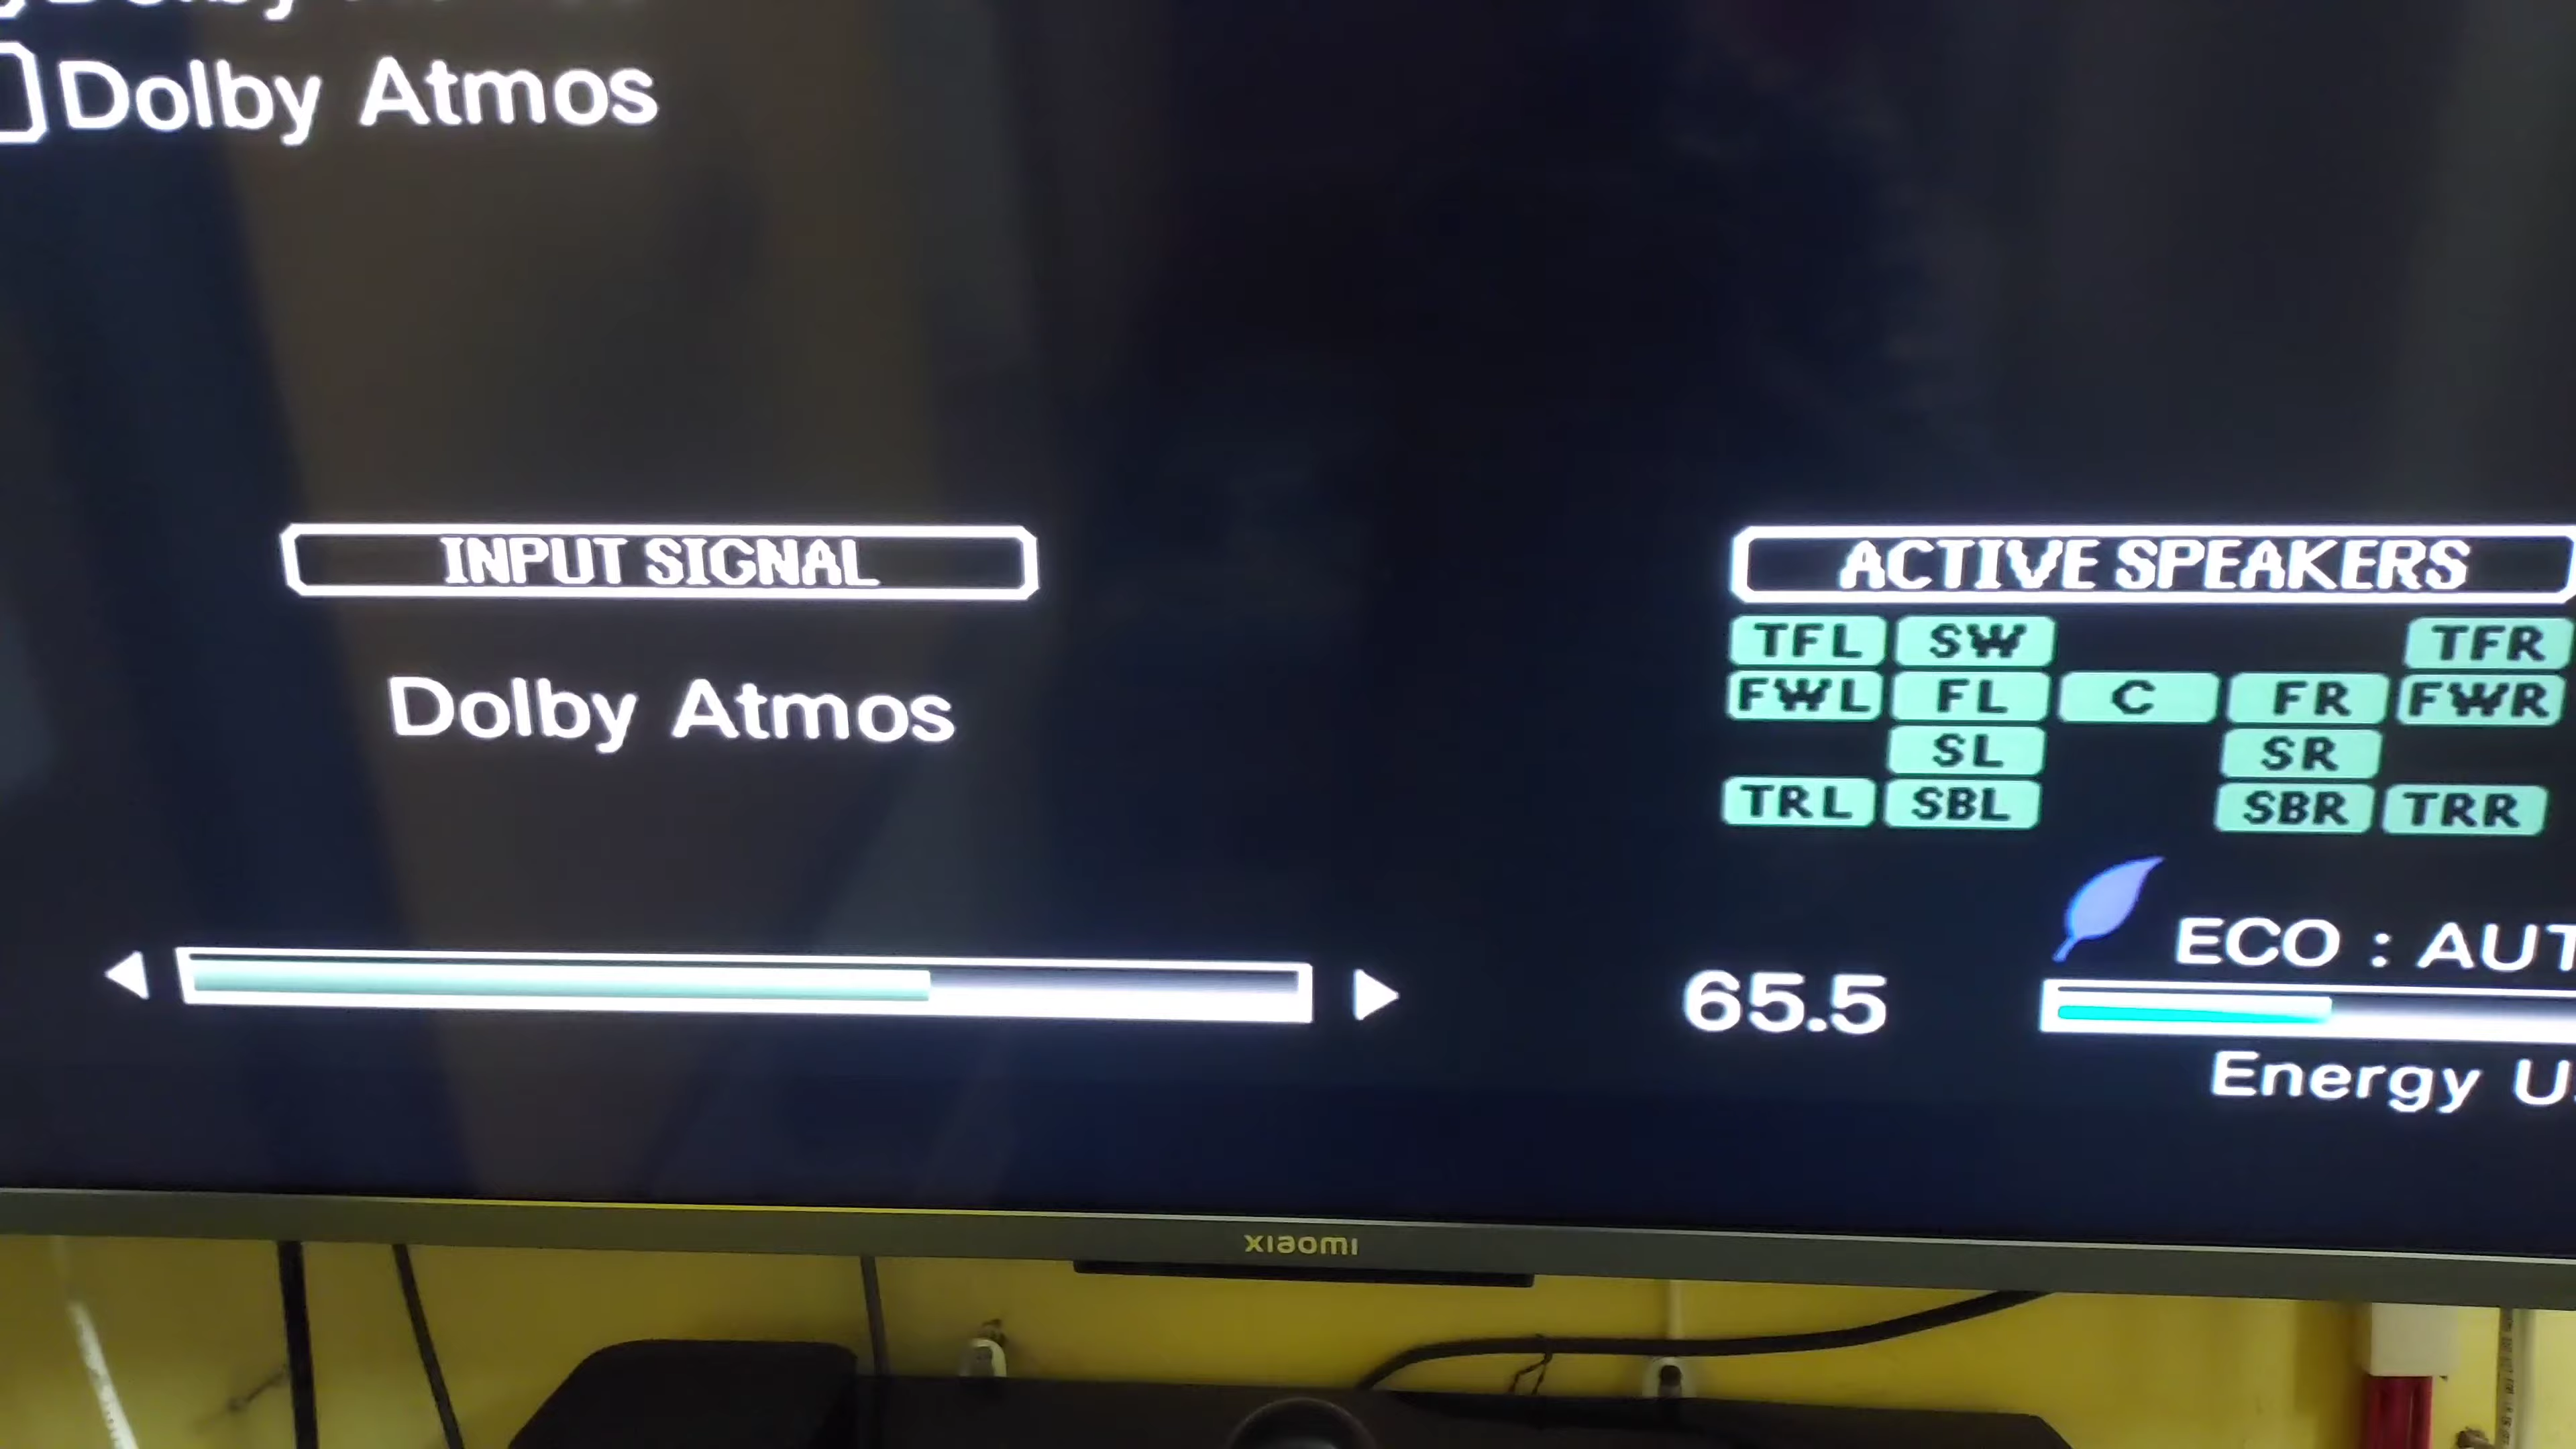 Dolby Atmos
INPUT SIGNAL
Dolby Atmos
ACTIVE SPEAKERS
TFL SW TFR
FWL FL C FR FWR
SL SR
TRL SBL SBR TRR
65.5
ECO : AUT
Energy U
xiaomi